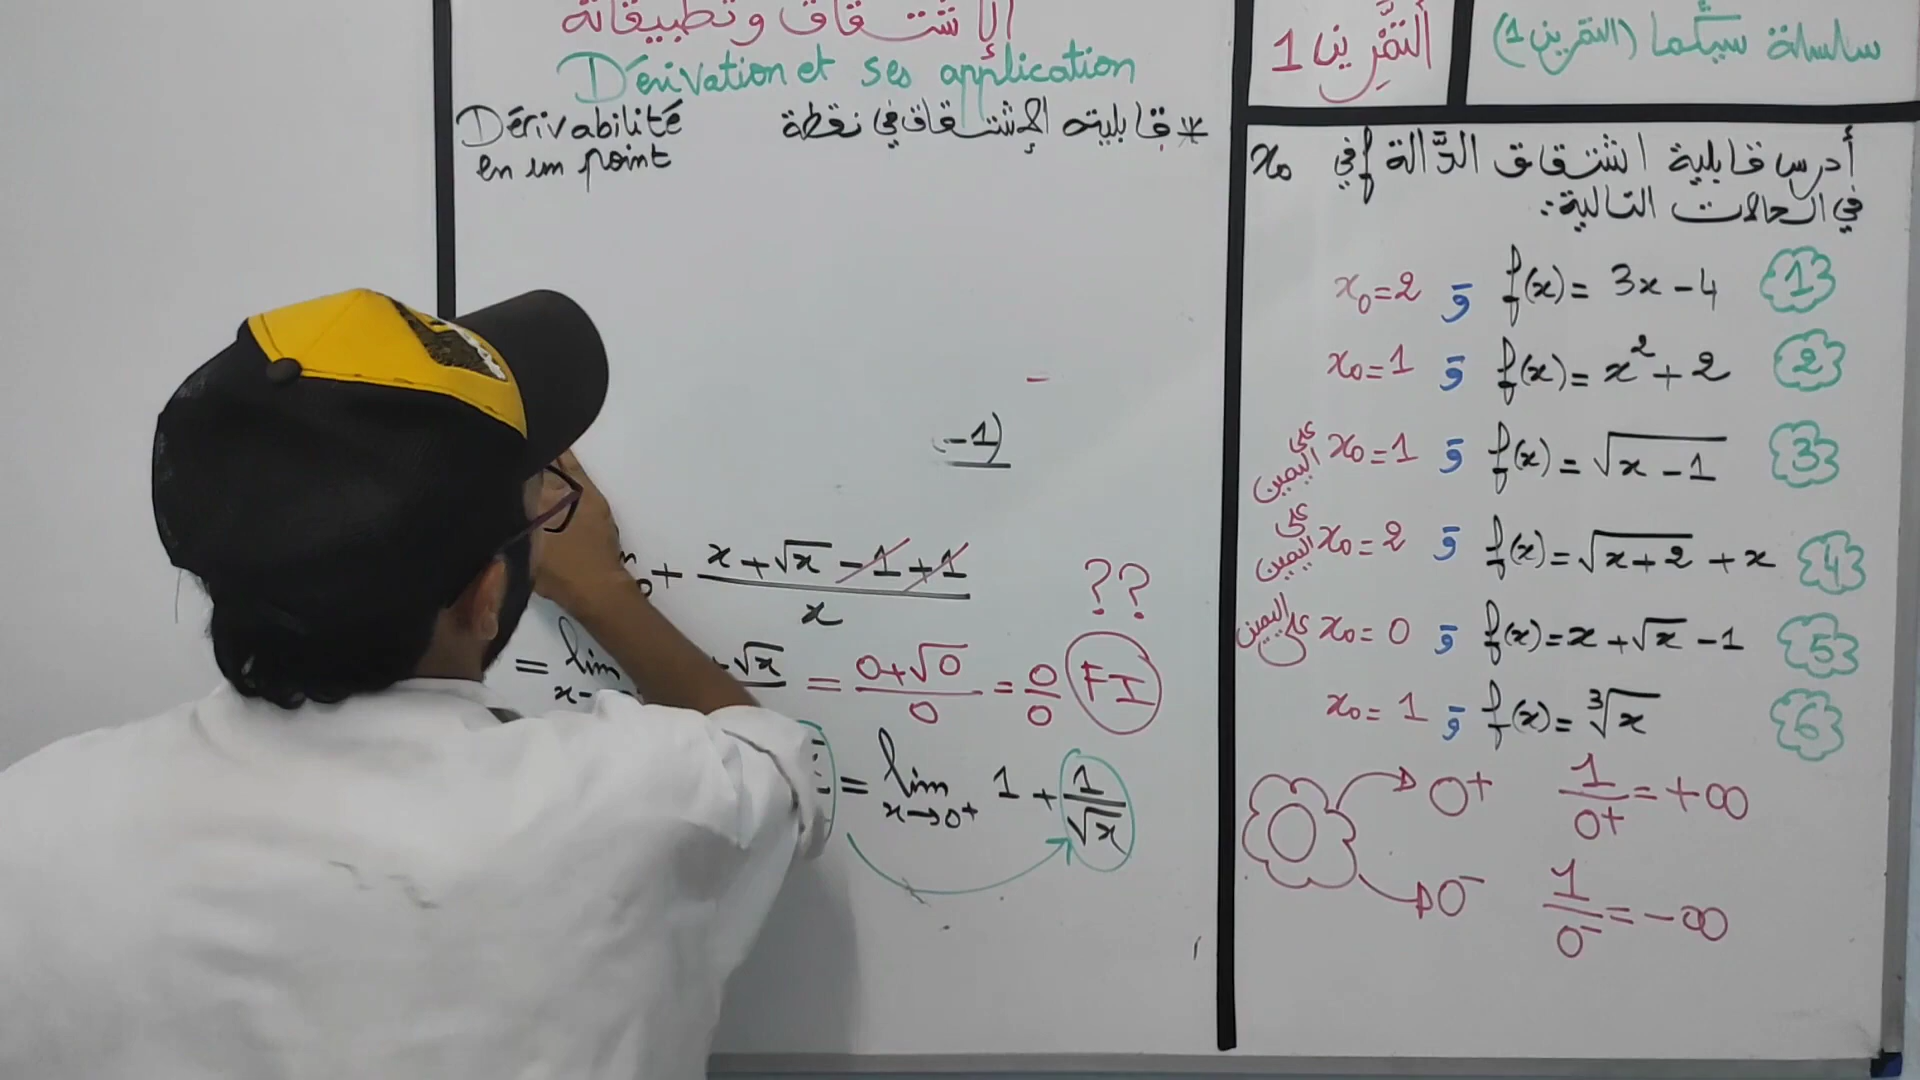 الإشتقاق وتطبيقاته
Dérivation et ses application
Dérivabilité
en un point
* قابلية الإشتقاق في نقطة
-
-1)
+ x+√x -1+1
x
??
= lim √x = 0+√0 = 0 FI
x→ 0 0
= lim 1 + 1
x→0+ √x
التمرين 1
سلسلة سيگما (التمرين 1)
أدرس قابلية اشتقاق الدَّالة f في x₀
في الحالات التالية:
1 f(x)= 3x-4 و x₀=2
2 f(x)= x²+2 و x₀=1
3 f(x)= √(x-1) و x₀=1 على اليمين
4 f(x)=√(x+2) + x و x₀=2 على اليمين
5 f(x)=x+√x-1 و x₀=0 على اليمين
6 f(x)= ³√x و x₀= 1
0 → 0+ 1/0+ = +∞
→ 0- 1/0- = -∞